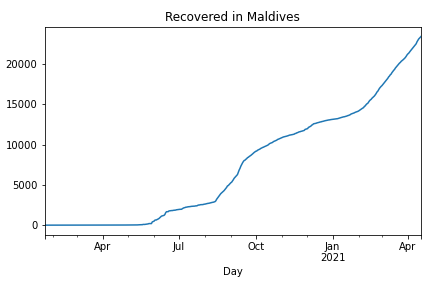 Recovered in Maldives
20000
15000
10000
5000
0
Apr
Jul
Oct
Jan
2021
Apr
Day